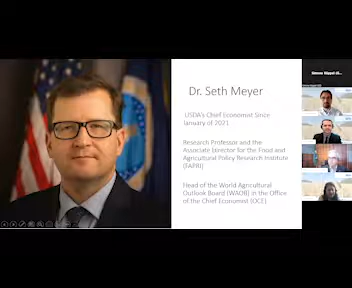 Dr. Seth Meyer
USDA's Chief Economist Since
January of 2021
Research Professor and the
Associate Director for the Food and
Agricultural Policy Research Institute
(FAPRI)
Head of the World Agricultural
Outlook Board (WAOB) in the Office
of the Chief Economist (OCE)